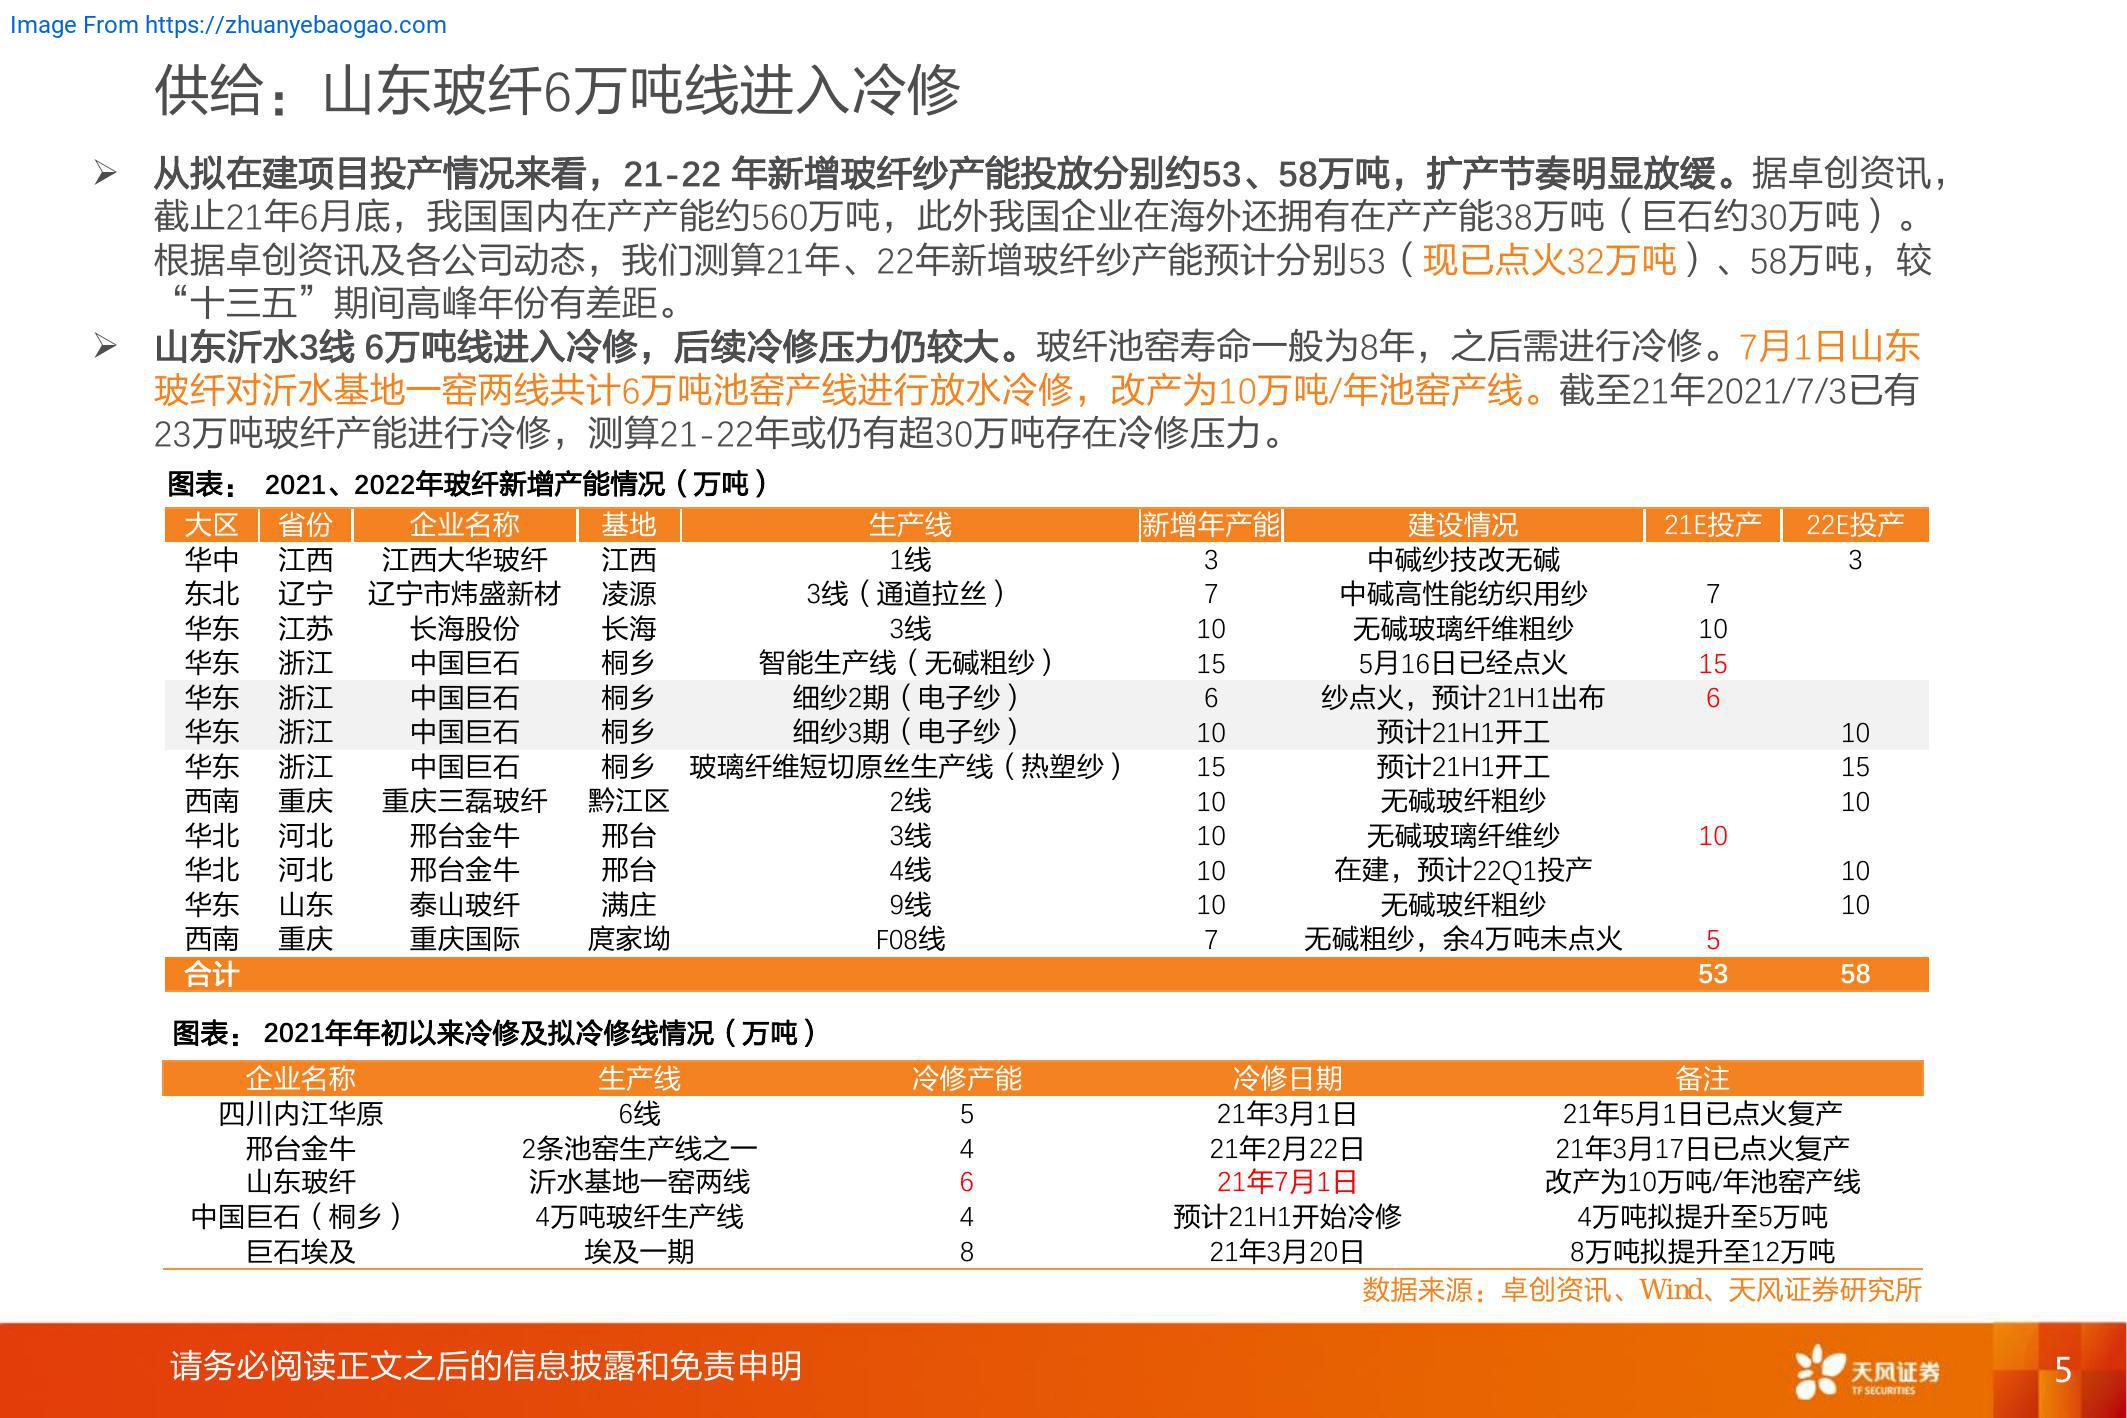 Image From https://zhuanyebaogao.com
供给：山东玻纤6万吨线进入冷修
➢ 从拟在建项目投产情况来看，21-22 年新增玻纤纱产能投放分别约53、58万吨，扩产节奏明显放缓。据卓创资讯，
截止21年6月底，我国国内在产产能约560万吨，此外我国企业在海外还拥有在产产能38万吨（巨石约30万吨）。
根据卓创资讯及各公司动态，我们测算21年、22年新增玻纤纱产能预计分别53（现已点火32万吨）、58万吨，较
“十三五”期间高峰年份有差距。
➢ 山东沂水3线 6万吨线进入冷修，后续冷修压力仍较大。玻纤池窑寿命一般为8年，之后需进行冷修。7月1日山东
玻纤对沂水基地一窑两线共计6万吨池窑产线进行放水冷修，改产为10万吨/年池窑产线。截至21年2021/7/3已有
23万吨玻纤产能进行冷修，测算21-22年或仍有超30万吨存在冷修压力。
图表： 2021、2022年玻纤新增产能情况（万吨）
大区 省份 企业名称 基地 生产线 新增年产能 建设情况 21E投产 22E投产
华中 江西 江西大华玻纤 江西 1线 3 中碱纱技改无碱 3
东北 辽宁 辽宁市炜盛新材 凌源 3线（通道拉丝） 7 中碱高性能纺织用纱 7
华东 江苏 长海股份 长海 3线 10 无碱玻璃纤维粗纱 10
华东 浙江 中国巨石 桐乡 智能生产线（无碱粗纱） 15 5月16日已经点火 15
华东 浙江 中国巨石 桐乡 细纱2期（电子纱） 6 纱点火，预计21H1出布 6
华东 浙江 中国巨石 桐乡 细纱3期（电子纱） 10 预计21H1开工 10
华东 浙江 中国巨石 桐乡 玻璃纤维短切原丝生产线（热塑纱） 15 预计21H1开工 15
西南 重庆 重庆三磊玻纤 黔江区 2线 10 无碱玻纤粗纱 10
华北 河北 邢台金牛 邢台 3线 10 无碱玻璃纤维纱 10
华北 河北 邢台金牛 邢台 4线 10 在建，预计22Q1投产 10
华东 山东 泰山玻纤 满庄 9线 10 无碱玻纤粗纱 10
西南 重庆 重庆国际 庹家坳 F08线 7 无碱粗纱，余4万吨未点火 5
合计 53 58
图表： 2021年年初以来冷修及拟冷修线情况（万吨）
企业名称 生产线 冷修产能 冷修日期 备注
四川内江华原 6线 5 21年3月1日 21年5月1日已点火复产
邢台金牛 2条池窑生产线之一 4 21年2月22日 21年3月17日已点火复产
山东玻纤 沂水基地一窑两线 6 21年7月1日 改产为10万吨/年池窑产线
中国巨石（桐乡） 4万吨玻纤生产线 4 预计21H1开始冷修 4万吨拟提升至5万吨
巨石埃及 埃及一期 8 21年3月20日 8万吨拟提升至12万吨
数据来源：卓创资讯、Wind、天风证券研究所
请务必阅读正文之后的信息披露和免责申明
天风证券
TF SECURITIES
5